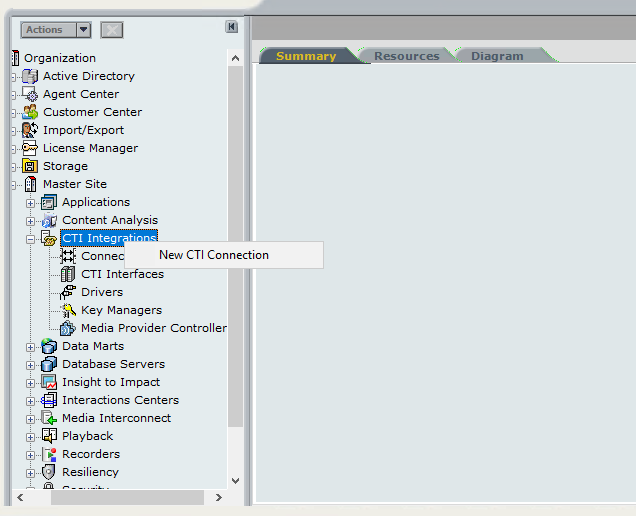 Actions
Summary
Resources
Diagram
Organization
Active Directory
Agent Center
Customer Center
Import/Export
License Manager
Storage
Master Site
Applications
Content Analysis
CTI Integrations
New CTI Connection
Connec
CTI Interfaces
Drivers
Key Managers
Media Provider Controller
Data Marts
Database Servers
Insight to Impact
Interactions Centers
Media Interconnect
Playback
Recorders
Resiliency
Security